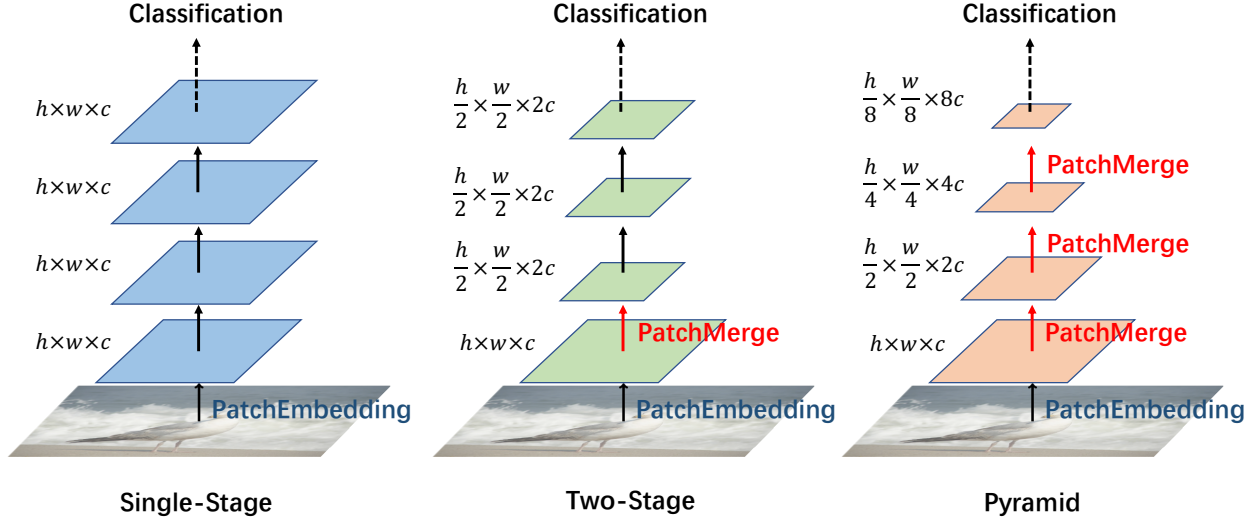 Classification
h×w×c
h×w×c
h×w×c
h×w×c
PatchEmbedding
Single-Stage
Classification
h/2 × w/2 ×2c
h/2 × w/2 ×2c
h/2 × w/2 ×2c
PatchMerge
h×w×c
PatchEmbedding
Two-Stage
Classification
h/8 × w/8 ×8c
PatchMerge
h/4 × w/4 ×4c
PatchMerge
h/2 × w/2 ×2c
PatchMerge
h×w×c
PatchEmbedding
Pyramid